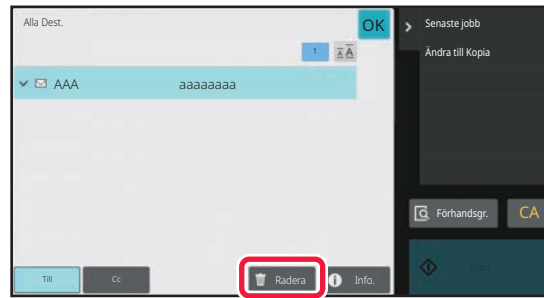 Alla Dest.
OK
1
AAA aaaaaaaa
Till
Cc
Radera
Info.
Senaste jobb
Ändra till Kopia
Förhandsgr.
CA
Start